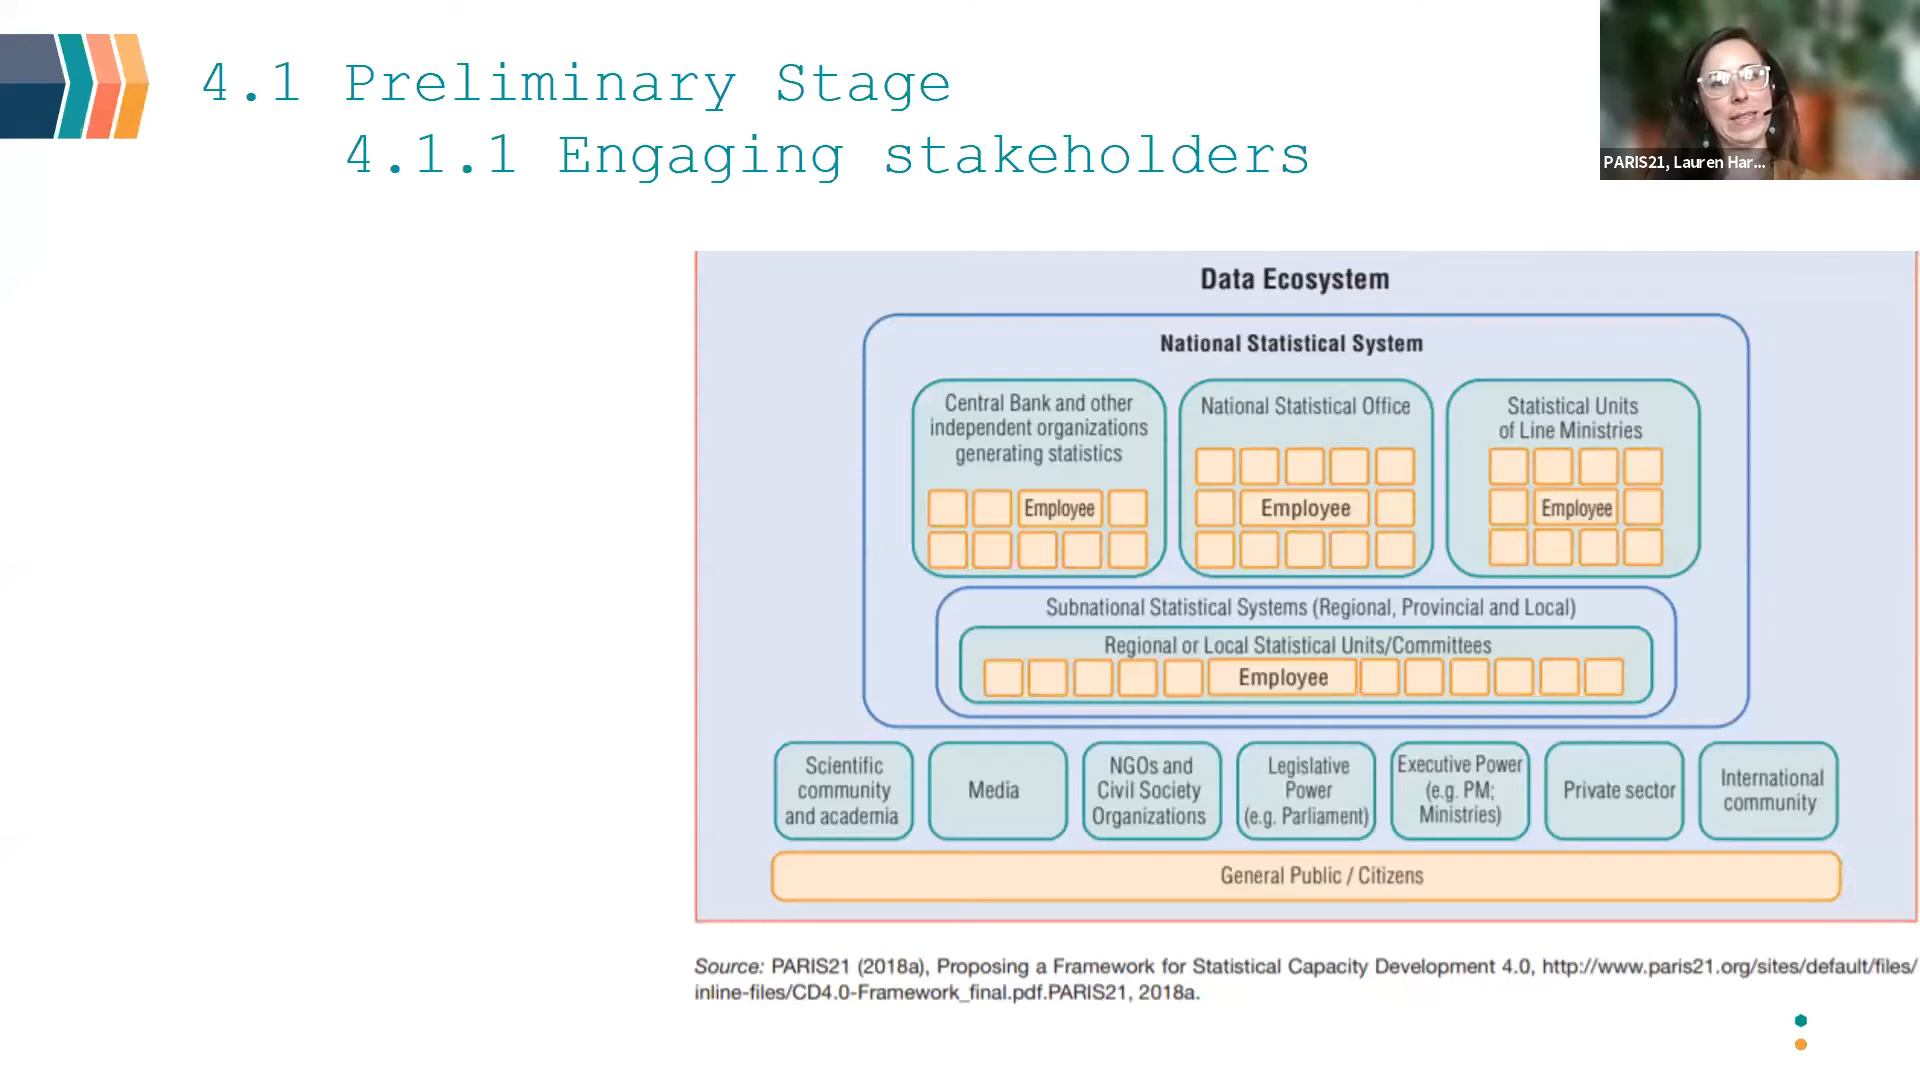 4.1 Preliminary Stage
4.1.1 Engaging stakeholders
PARIS21, Lauren Har...
Data Ecosystem
National Statistical System
Central Bank and other
independent organizations
generating statistics
Employee
National Statistical Office
Employee
Statistical Units
of Line Ministries
Employee
Subnational Statistical Systems (Regional, Provincial and Local)
Regional or Local Statistical Units/Committees
Employee
Scientific
community
and academia
Media
NGOs and
Civil Society
Organizations
Legislative
Power
(e.g. Parliament)
Executive Power
(e.g. PM;
Ministries)
Private sector
International
community
General Public / Citizens
Source: PARIS21 (2018a), Proposing a Framework for Statistical Capacity Development 4.0, http://www.paris21.org/sites/default/files/
inline-files/CD4.0-Framework_final.pdf.PARIS21, 2018a.